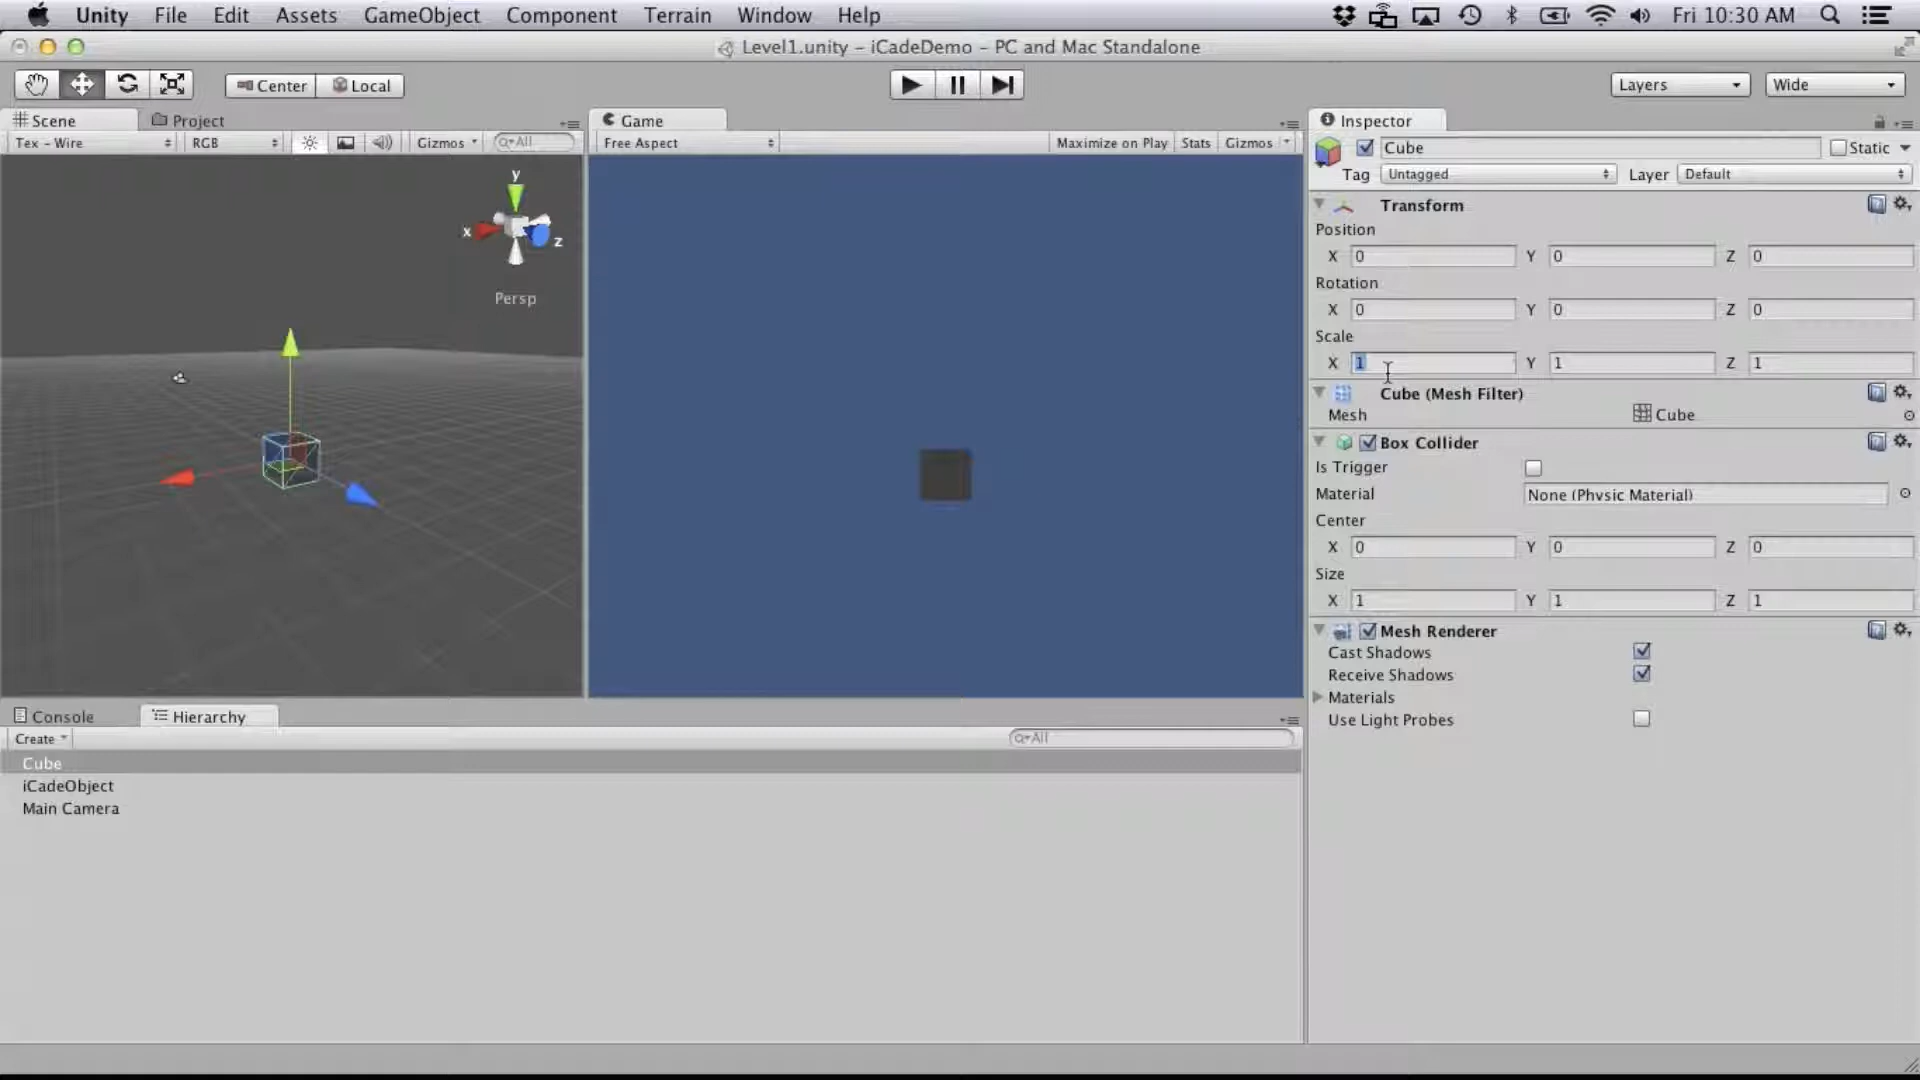 Unity File Edit Assets GameObject Component Terrain Window Help Fri 10:30 AM
Level1.unity – iCadeDemo – PC and Mac Standalone
Center Local Layers Wide
Scene Project Game Inspector
Tex – Wire RGB Gizmos All Free Aspect Maximize on Play Stats Gizmos
Cube Static
Tag Untagged Layer Default
Transform
Position
X 0 Y 0 Z 0
Rotation
X 0 Y 0 Z 0
Scale
X 1 Y 1 Z 1
Cube (Mesh Filter)
Mesh Cube
Box Collider
Is Trigger
Material None (Physic Material)
Center
X 0 Y 0 Z 0
Size
X 1 Y 1 Z 1
Mesh Renderer
Cast Shadows
Receive Shadows
Materials
Use Light Probes
y
x
z
Persp
Console Hierarchy
Create All
Cube
iCadeObject
Main Camera